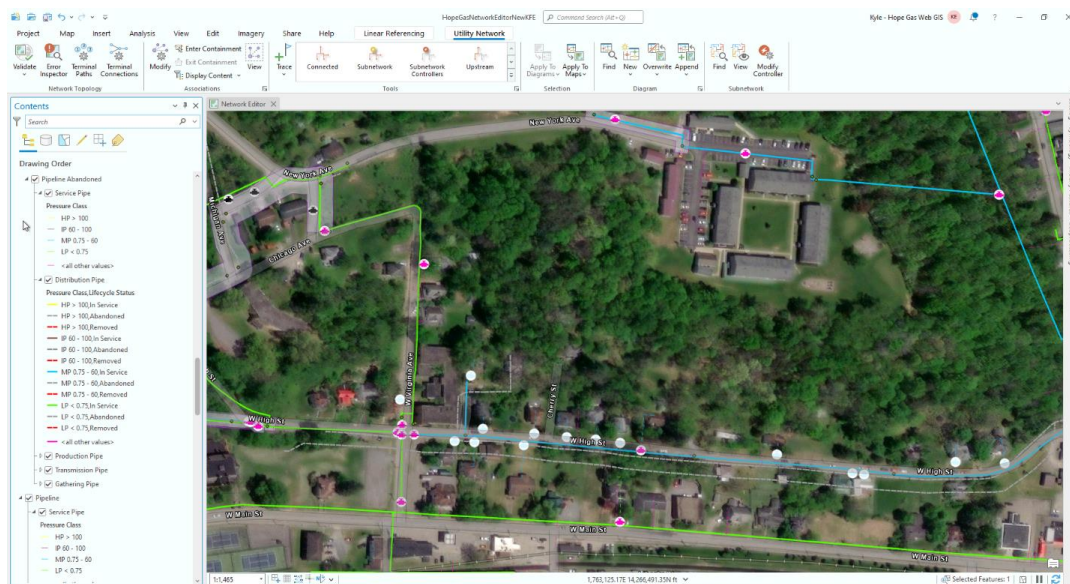 HopeGasNetworkEditorNewKFE
Command Search (Alt+Q)
Kyle - Hope Gas Web GIS
?
Project Map Insert Analysis View Edit Imagery Share Help Linear Referencing Utility Network
Validate
Error Inspector
Terminal Paths
Terminal Connections
Network Topology
Modify
Enter Containment
Exit Containment
Display Content
View
Associations
Trace
Connected
Subnetwork
Subnetwork Controllers
Upstream
Tools
Apply To Diagrams
Apply To Maps
Selection
Find
New
Overwrite
Append
Diagram
Find
View
Modify Controller
Subnetwork
Contents
Search
Drawing Order
Pipeline Abandoned
Service Pipe
Pressure Class
HP > 100
IP 60 - 100
MP 0.75 - 60
LP < 0.75
<all other values>
Distribution Pipe
Pressure Class,Lifecycle Status
HP > 100,In Service
HP > 100,Abandoned
HP > 100,Removed
IP 60 - 100,In Service
IP 60 - 100,Abandoned
IP 60 - 100,Removed
MP 0.75 - 60,In Service
MP 0.75 - 60,Abandoned
MP 0.75 - 60,Removed
LP < 0.75,In Service
LP < 0.75,Abandoned
LP < 0.75,Removed
<all other values>
Production Pipe
Transmission Pipe
Gathering Pipe
Pipeline
Service Pipe
Pressure Class
HP > 100
IP 60 - 100
MP 0.75 - 60
LP < 0.75
Network Editor
New York Ave
New York Ave
Michigan Ave
Chicago Ave
W Virginia Ave
Cherry St
W High St
W High St
W High St
W Main St
W Main St
W Main St
1:1,465
1,763,125.17E 14,266,491.35N ft
Selected Features: 1